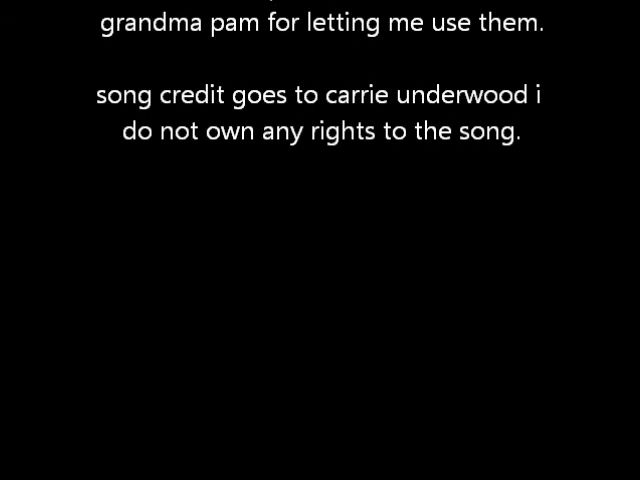 grandma pam for letting me use them.
song credit goes to carrie underwood i
do not own any rights to the song.